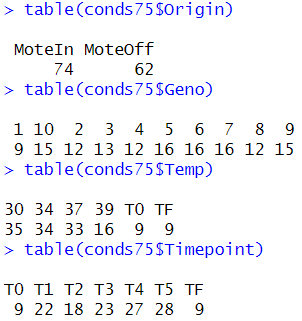 > table(conds75$Origin)
MoteIn MoteOff
74 62
> table(conds75$Geno)
1 10 2 3 4 5 6 7 8 9
9 15 12 13 12 16 16 16 12 15
> table(conds75$Temp)
30 34 37 39 T0 TF
35 34 33 16 9 9
> table(conds75$Timepoint)
T0 T1 T2 T3 T4 T5 TF
9 22 18 23 27 28 9